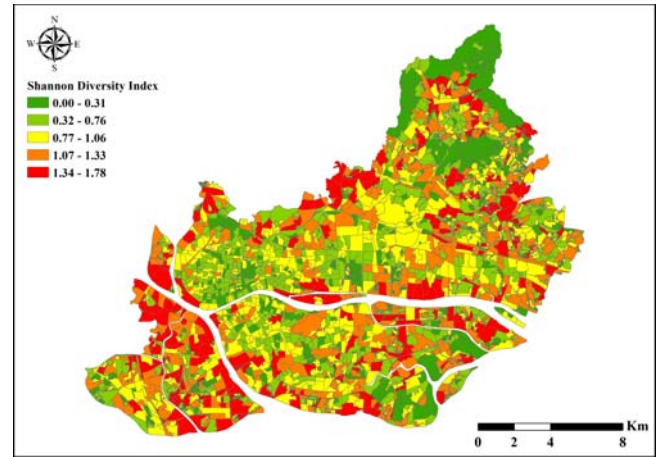 N
W E
S
Shannon Diversity Index
0.00 - 0.31
0.32 - 0.76
0.77 - 1.06
1.07 - 1.33
1.34 - 1.78
Km
0 2 4 8